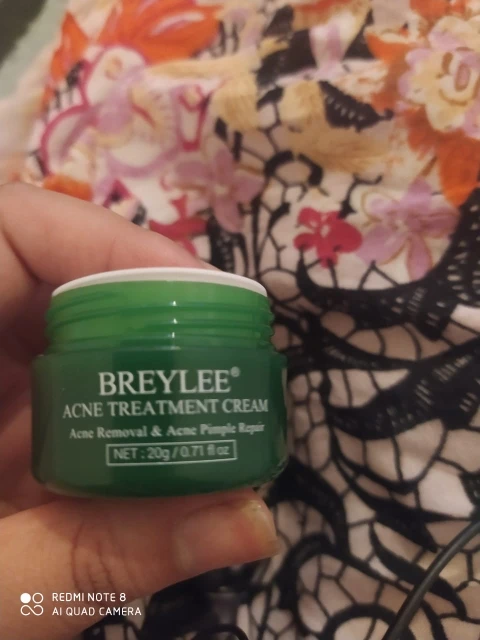 BREYLEE®
ACNE TREATMENT CREAM
Acne Removal & Acne Pimple Repair
NET : 20g / 0.71 fl oz
REDMI NOTE 8
AI QUAD CAMERA